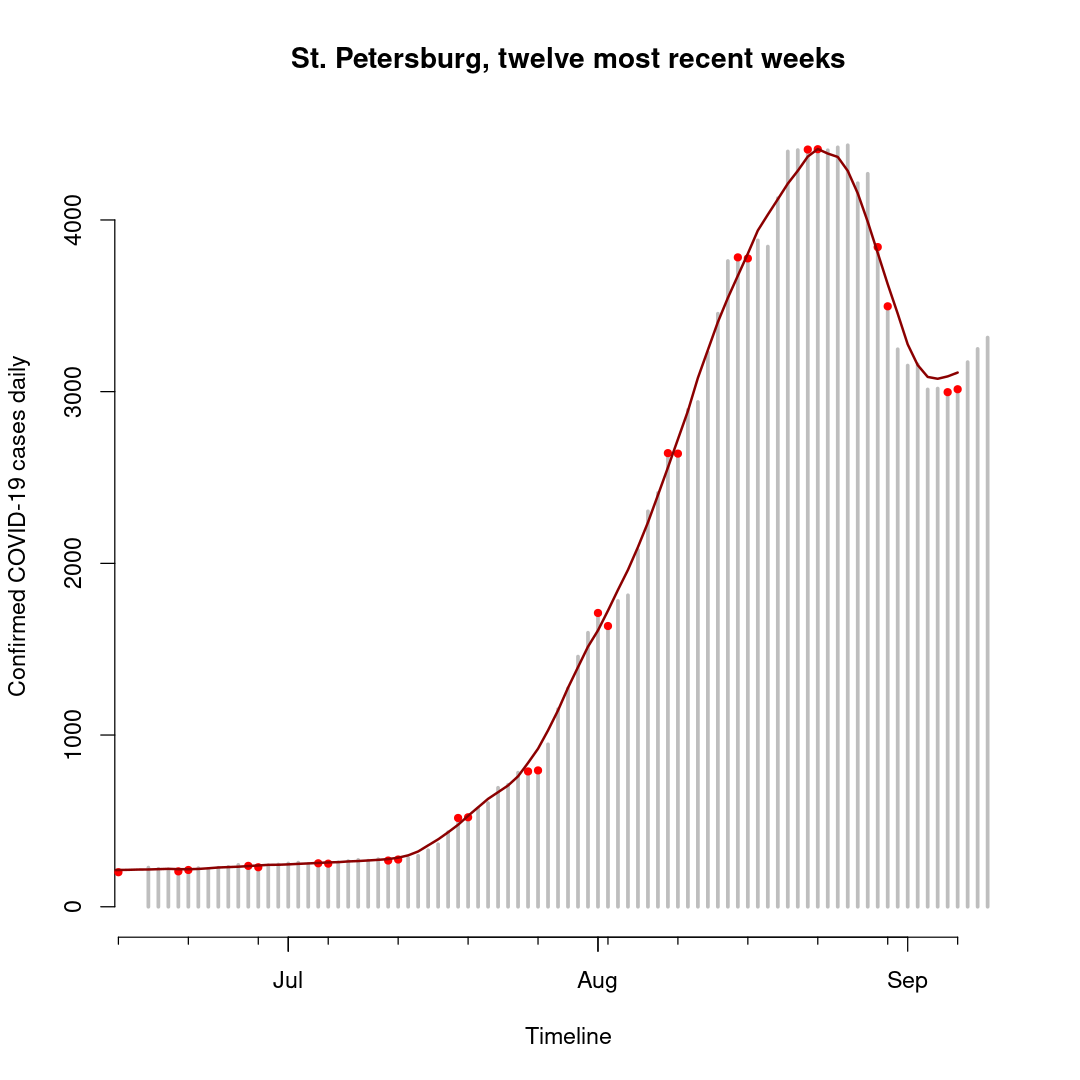 St. Petersburg, twelve most recent weeks
Confirmed COVID-19 cases daily
4000
3000
2000
1000
0
Jul Aug Sep
Timeline